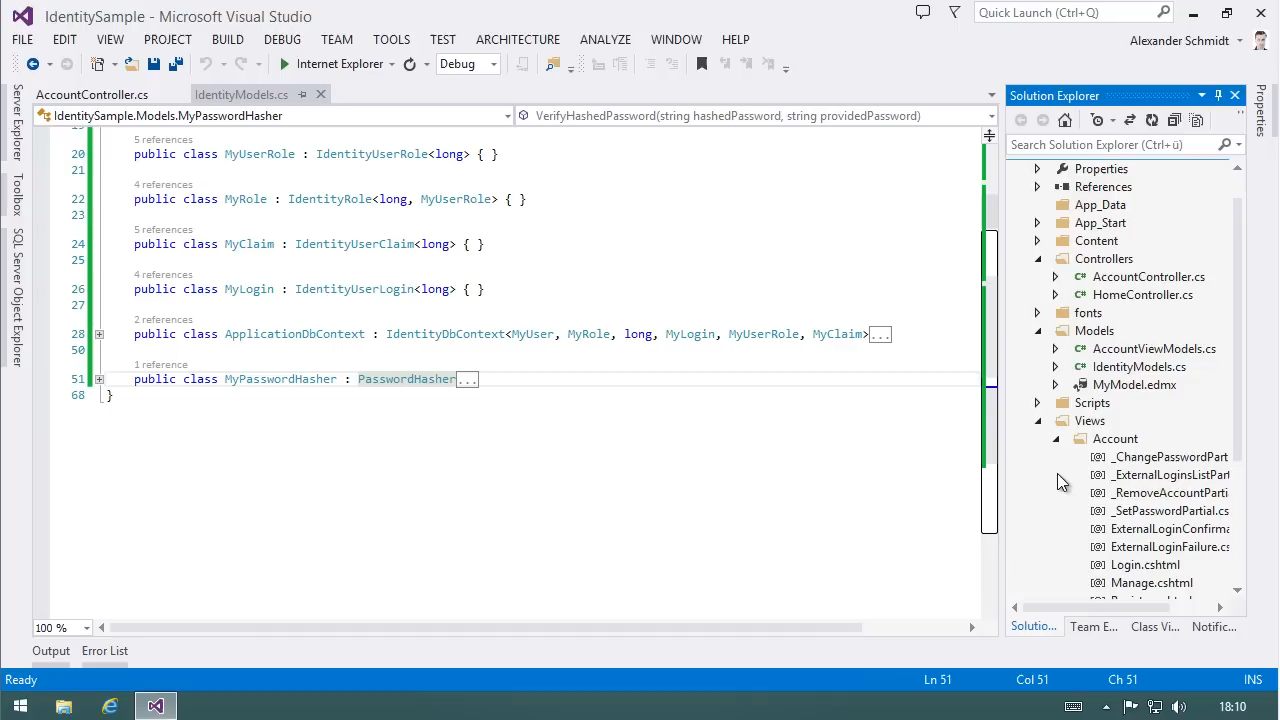 IdentitySample - Microsoft Visual Studio
Quick Launch (Ctrl+Q)
FILE EDIT VIEW PROJECT BUILD DEBUG TEAM TOOLS TEST ARCHITECTURE ANALYZE WINDOW HELP
Alexander Schmidt
Internet Explorer
Debug
Server Explorer
Toolbox
SQL Server Object Explorer
AccountController.cs
IdentityModels.cs
IdentitySample.Models.MyPasswordHasher
VerifyHashedPassword(string hashedPassword, string providedPassword)
5 references
20 public class MyUserRole : IdentityUserRole<long> { }
21
4 references
22 public class MyRole : IdentityRole<long, MyUserRole> { }
23
5 references
24 public class MyClaim : IdentityUserClaim<long> { }
25
4 references
26 public class MyLogin : IdentityUserLogin<long> { }
27
2 references
28 public class ApplicationDbContext : IdentityDbContext<MyUser, MyRole, long, MyLogin, MyUserRole, MyClaim>...
50
1 reference
51 public class MyPasswordHasher : PasswordHasher...
68 }
100 %
Solution Explorer
Search Solution Explorer (Ctrl+ü)
Properties
References
App_Data
App_Start
Content
Controllers
AccountController.cs
HomeController.cs
fonts
Models
AccountViewModels.cs
IdentityModels.cs
MyModel.edmx
Scripts
Views
Account
_ChangePasswordPart
_ExternalLoginsListPart
_RemoveAccountParti
_SetPasswordPartial.cs
ExternalLoginConfirma
ExternalLoginFailure.cs
Login.cshtml
Manage.cshtml
Solutio... Team E... Class Vi... Notific...
Properties
Output Error List
Ready
Ln 51
Col 51
Ch 51
INS
18:10